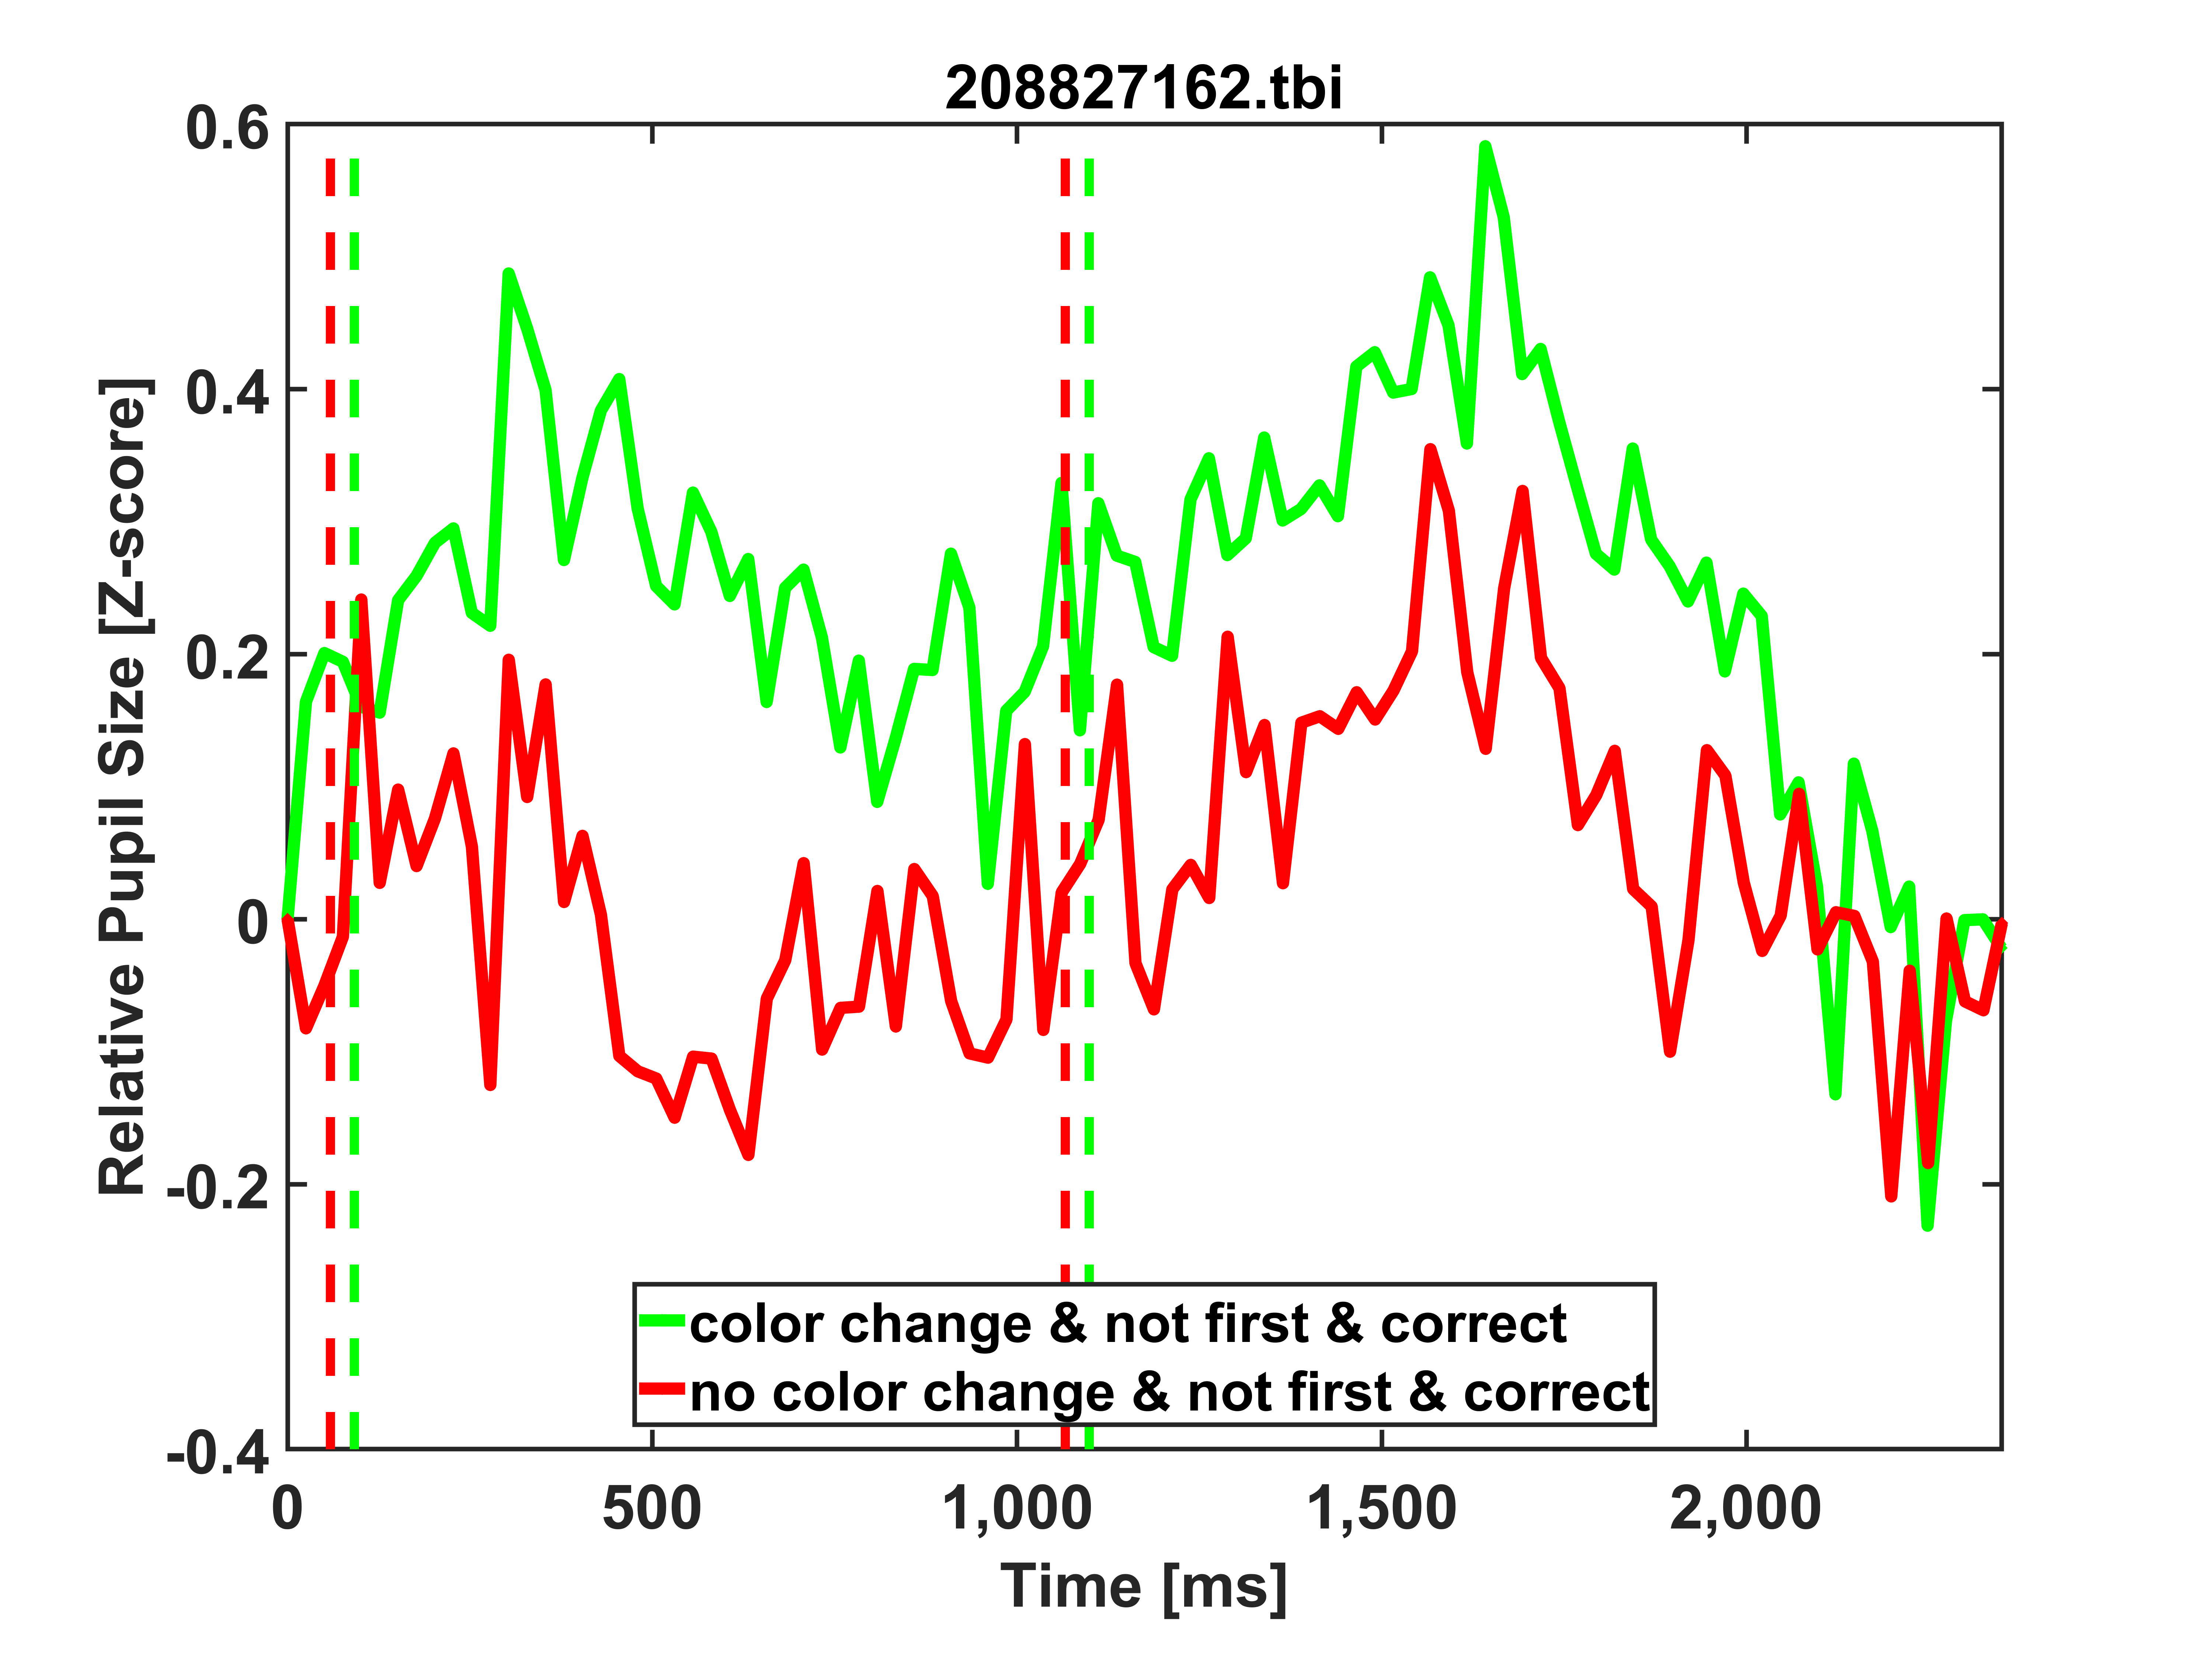 208827162.tbi
0.6
0.4
0.2
0
-0.2
-0.4
Relative Pupil Size [Z-score]
color change & not first & correct
no color change & not first & correct
0 500 1,000 1,500 2,000
Time [ms]